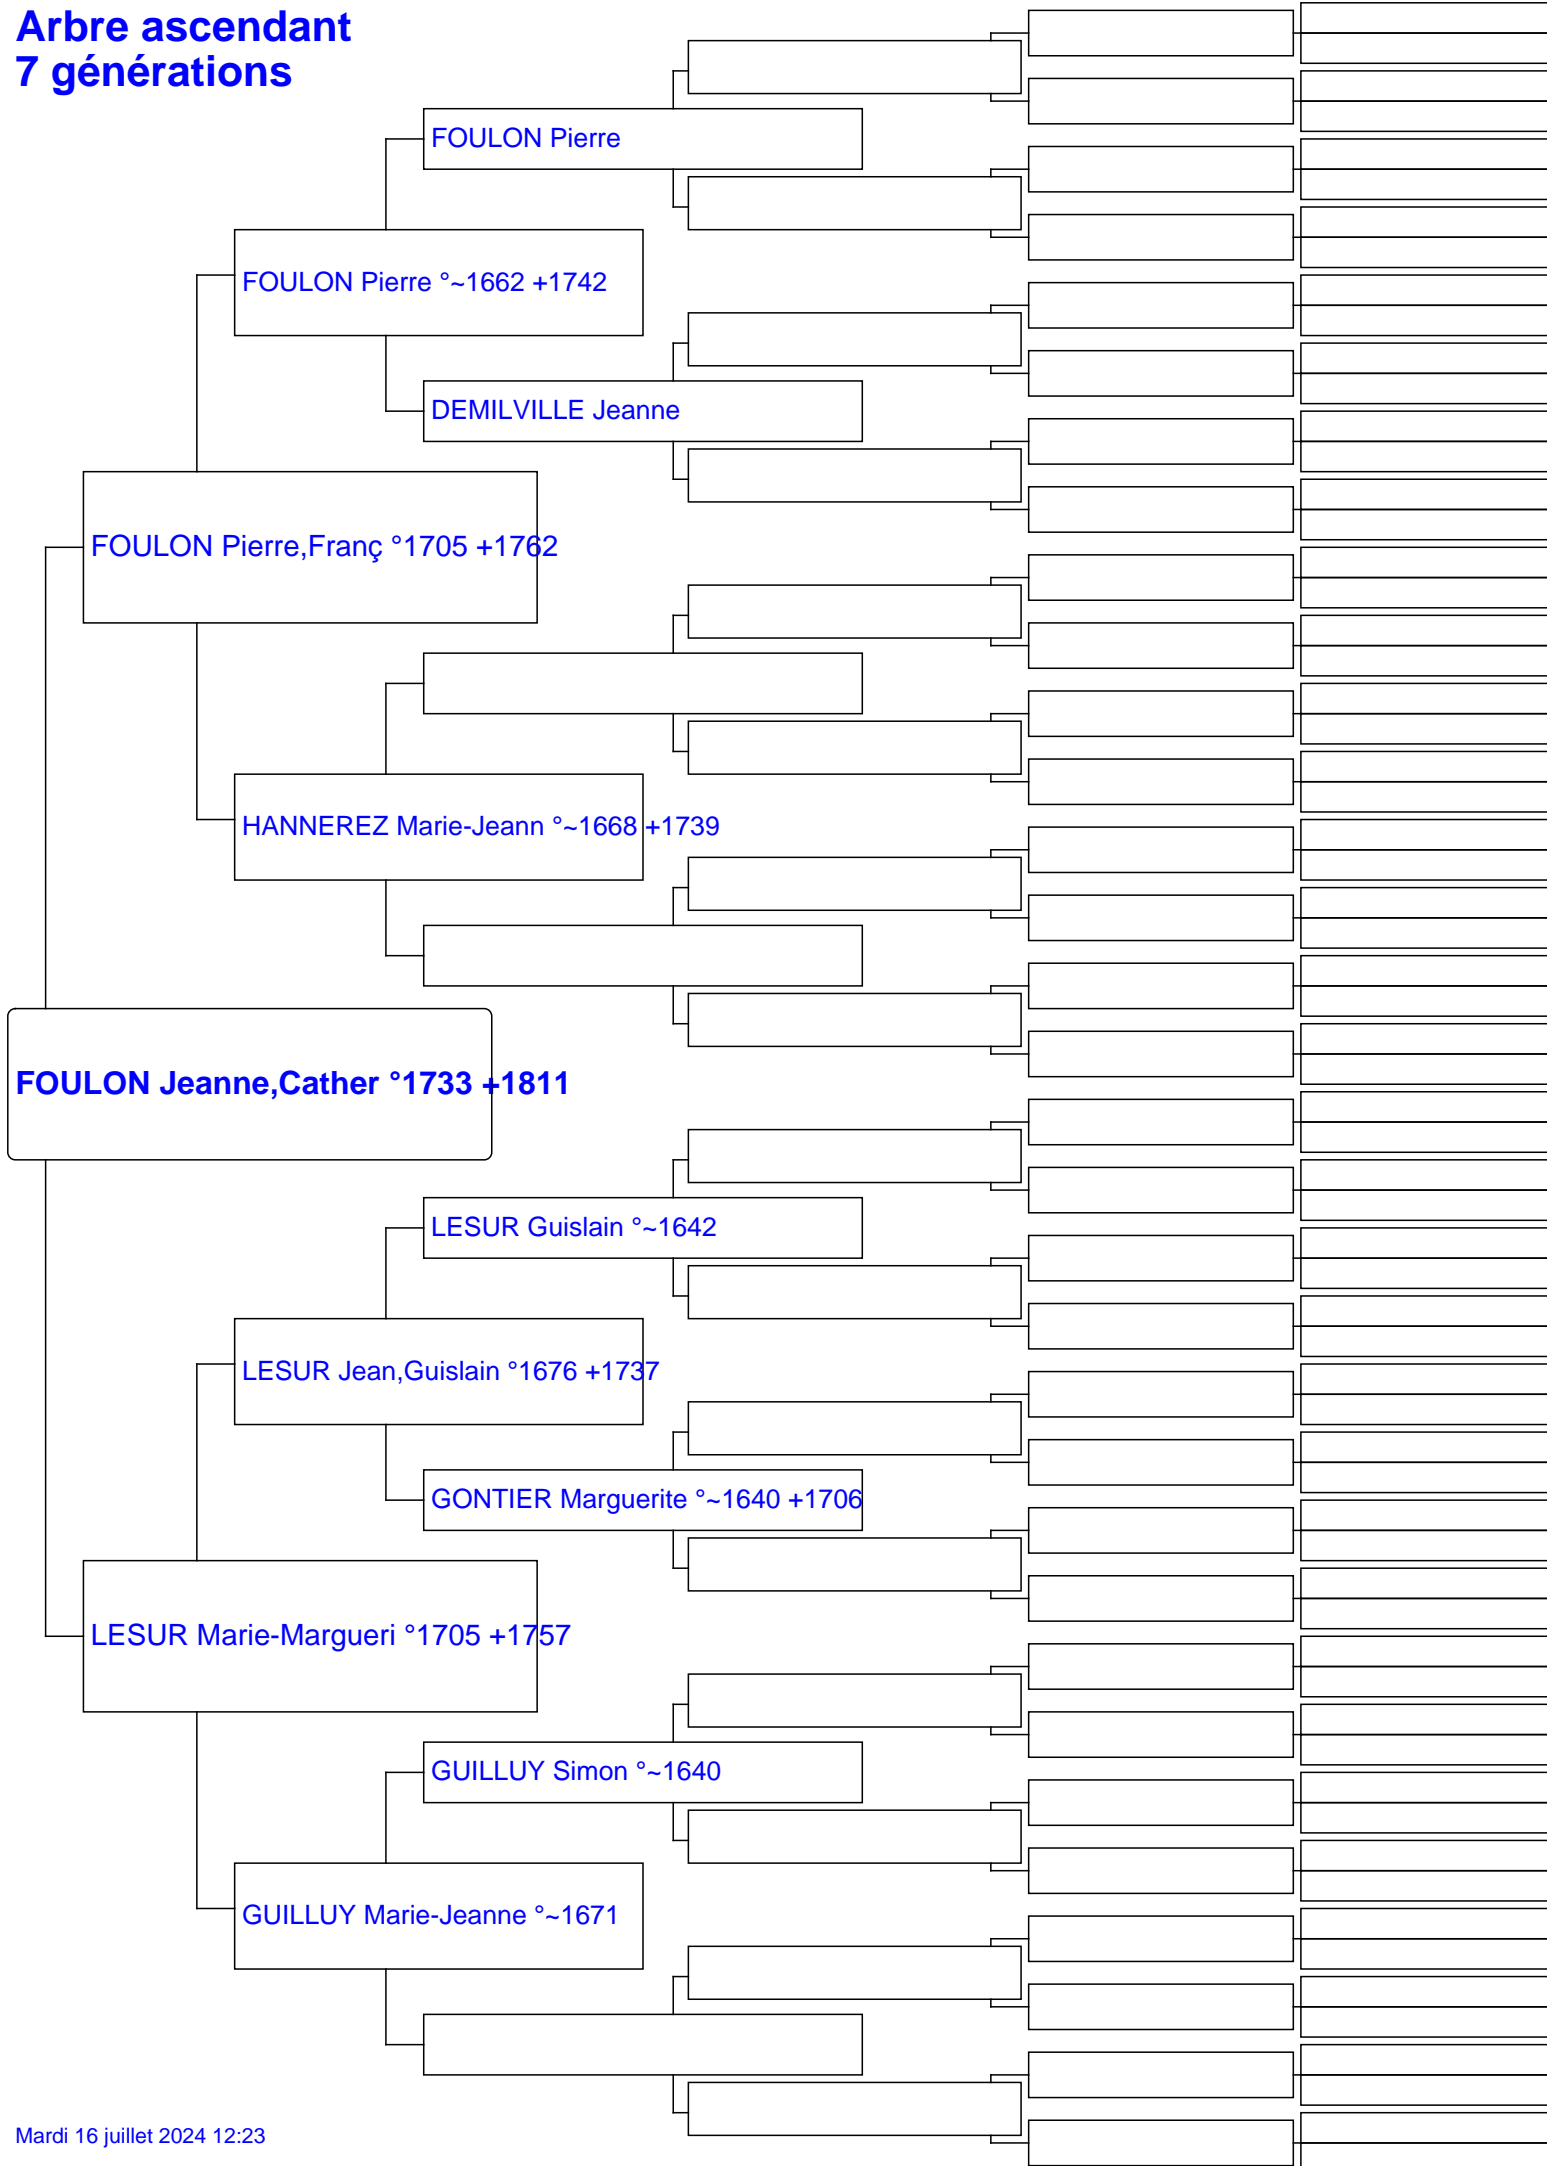 Arbre ascendant
7 générations
FOULON Pierre
FOULON Pierre °~1662 +1742
DEMILVILLE Jeanne
FOULON Pierre,Franç °1705 +1762
HANNEREZ Marie-Jeann °~1668 +1739
FOULON Jeanne,Cather °1733 +1811
LESUR Guislain °~1642
LESUR Jean,Guislain °1676 +1737
GONTIER Marguerite °~1640 +1706
LESUR Marie-Margueri °1705 +1757
GUILLUY Simon °~1640
GUILLUY Marie-Jeanne °~1671
Mardi 16 juillet 2024 12:23